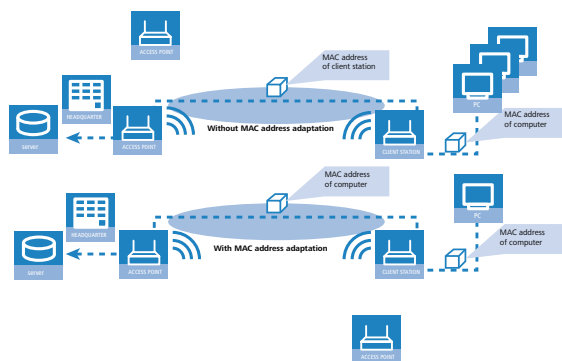 ACCESS POINT
MAC address
of client station
HEADQUARTER
PC
MAC address
of computer
Without MAC address adaptation
server
ACCESS POINT
CLIENT STATION
MAC address
of computer
HEADQUARTER
PC
MAC address
of computer
With MAC address adaptation
server
ACCESS POINT
CLIENT STATION
ACCESS POINT